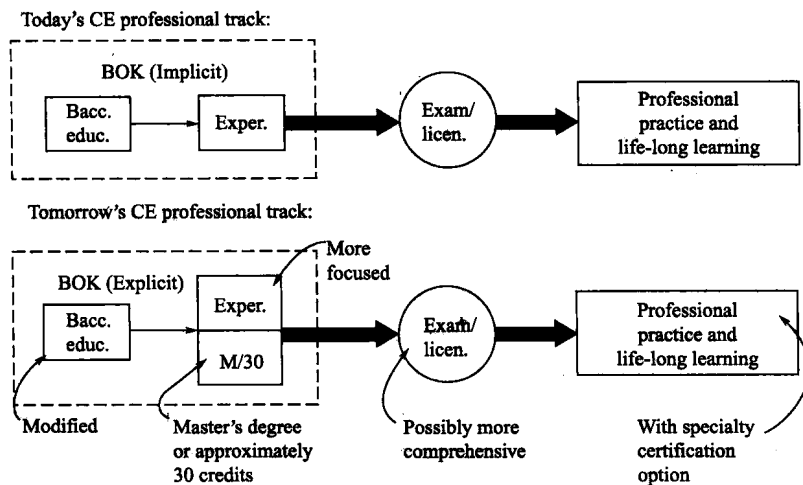 Today's CE professional track:
BOK (Implicit)
Bacc.
educ.
Exper.
Exam/
licen.
Professional
practice and
life-long learning
Tomorrow's CE professional track:
More
focused
BOK (Explicit)
Bacc.
educ.
Exper.
M/30
Exam/
licen.
Professional
practice and
life-long learning
Modified
Master's degree
or approximately
30 credits
Possibly more
comprehensive
With specialty
certification
option